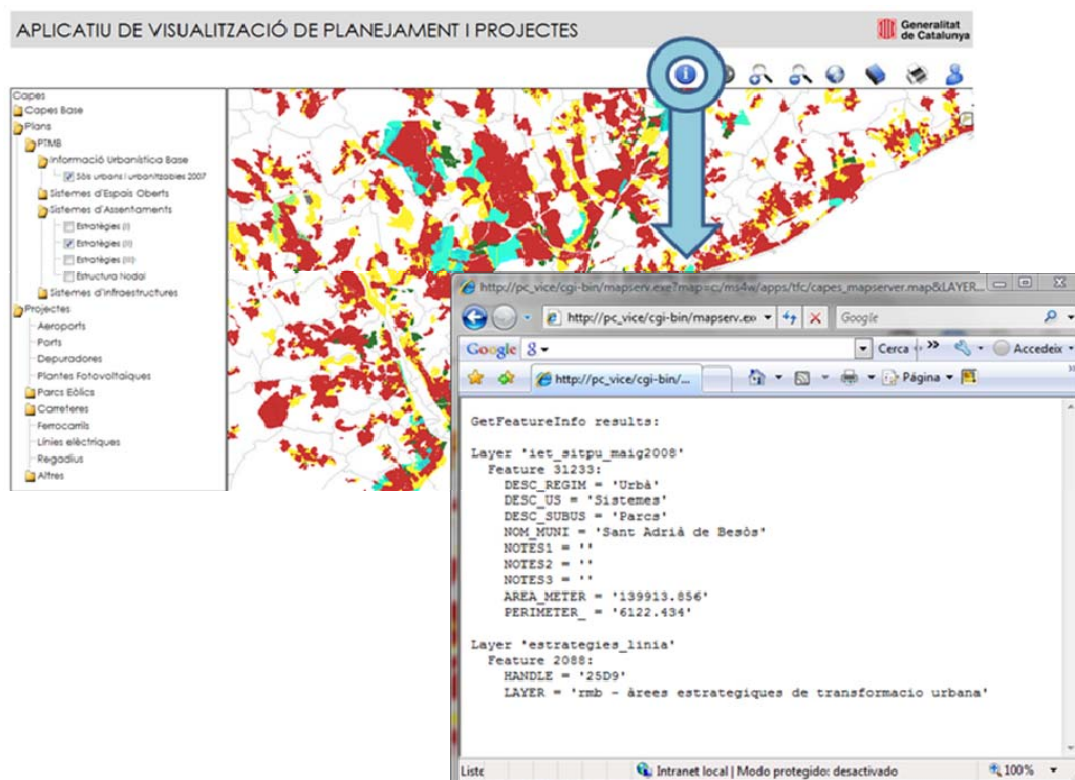 APLICATIU DE VISUALITZACIÓ DE PLANEJAMENT I PROJECTES
Generalitat
de Catalunya
Capes
Capes Base
Plans
PTMB
Informació Urbanística Base
Sòls urbans i urbanitzables 2007
Sistemes d'Espais Oberts
Sistemes d'Assentaments
Estratègies (I)
Estratègies (II)
Estratègies (III)
Estructura Nodal
Sistemes d'Infraestructures
Projectes
Aeroports
Ports
Depuradores
Plantes Fotovoltaiques
Parcs Eòlics
Carreteres
Ferrocarrils
Línies elèctriques
Regadius
Altres
http://pc_vice/cgi-bin/mapserv.exe?map=c:/ms4w/apps/tfc/capes_mapserver.map&LAYER...
http://pc_vice/cgi-bin/mapserv.ex
Google
Google
Cerca
Accedeix
http://pc_vice/cgi-bin/...
Página
GetFeatureInfo results:
Layer 'iet_sitpu_maig2008'
Feature 31233:
DESC_REGIM = 'Urbà'
DESC_US = 'Sistemes'
DESC_SUBUS = 'Parcs'
NOM_MUNI = 'Sant Adrià de Besòs'
NOTES1 = ''
NOTES2 = ''
NOTES3 = ''
AREA_METER = '139913.856'
PERIMETER_ = '6122.434'
Layer 'estrategies_linia'
Feature 2088:
HANDLE = '25D9'
LAYER = 'rmb - àrees estrategiques de transformacio urbana'
Intranet local | Modo protegido: desactivado
100%